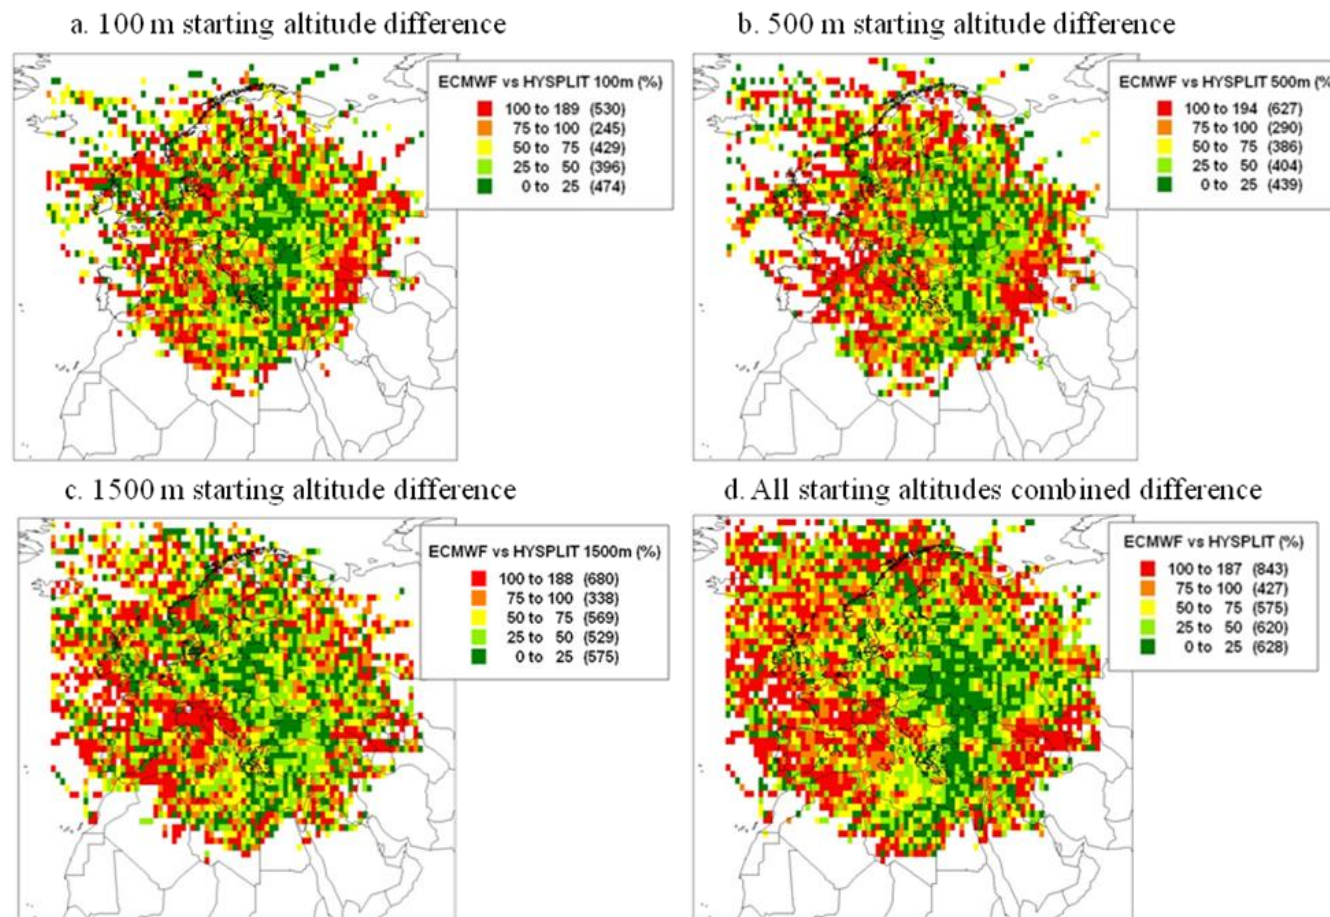 a. 100 m starting altitude difference
ECMWF vs HYSPLIT 100m (%)
100 to 189 (530)
75 to 100 (245)
50 to 75 (429)
25 to 50 (396)
0 to 25 (474)
b. 500 m starting altitude difference
ECMWF vs HYSPLIT 500m (%
100 to 194 (627)
75 to 100 (290)
50 to 75 (386)
25 to 50 (404)
0 to 25 (439)
c. 1500 m starting altitude difference
ECMWF vs HYSPLIT 1500m (%)
100 to 188 (680)
75 to 100 (338)
50 to 75 (569)
25 to 50 (529)
0 to 25 (575)
d. All starting altitudes combined difference
ECMWF vs HYSPLIT (%)
100 to 187 (843)
75 to 100 (427)
50 to 75 (575)
25 to 50 (620)
0 to 25 (628)